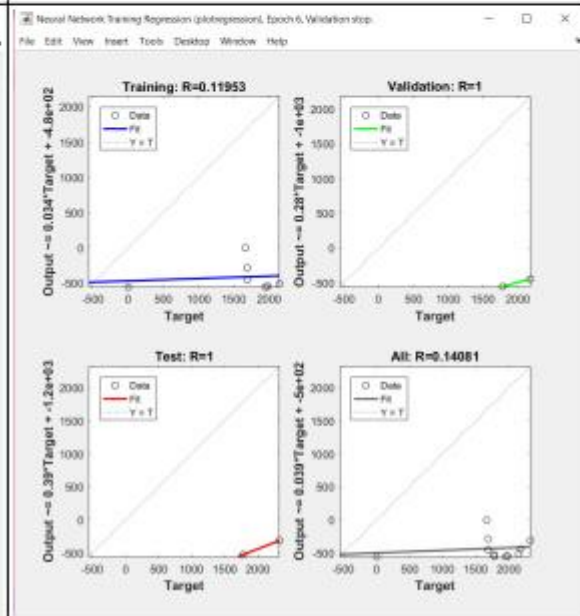 Neural Network Training Regression (plotregression), Epoch 6, Validation stop.
File Edit View Insert Tools Desktop Window Help
Training: R=0.11953
Output ~= 0.034*Target + -4.8e+02
2000
1500
1000
500
0
-500
Data
Fit
Y = T
-500 0 500 1000 1500 2000
Target
Validation: R=1
Output ~= 0.28*Target + -1e+03
2000
1500
1000
500
0
-500
Data
Fit
Y = T
-500 0 500 1000 1500 2000
Target
Test: R=1
Output ~= 0.39*Target + -1.2e+03
2000
1500
1000
500
0
-500
Data
Fit
Y = T
-500 0 500 1000 1500 2000
Target
All: R=0.14081
Output ~= 0.039*Target + -5e+02
2000
1500
1000
500
0
-500
Data
Fit
Y = T
-500 0 500 1000 1500 2000
Target